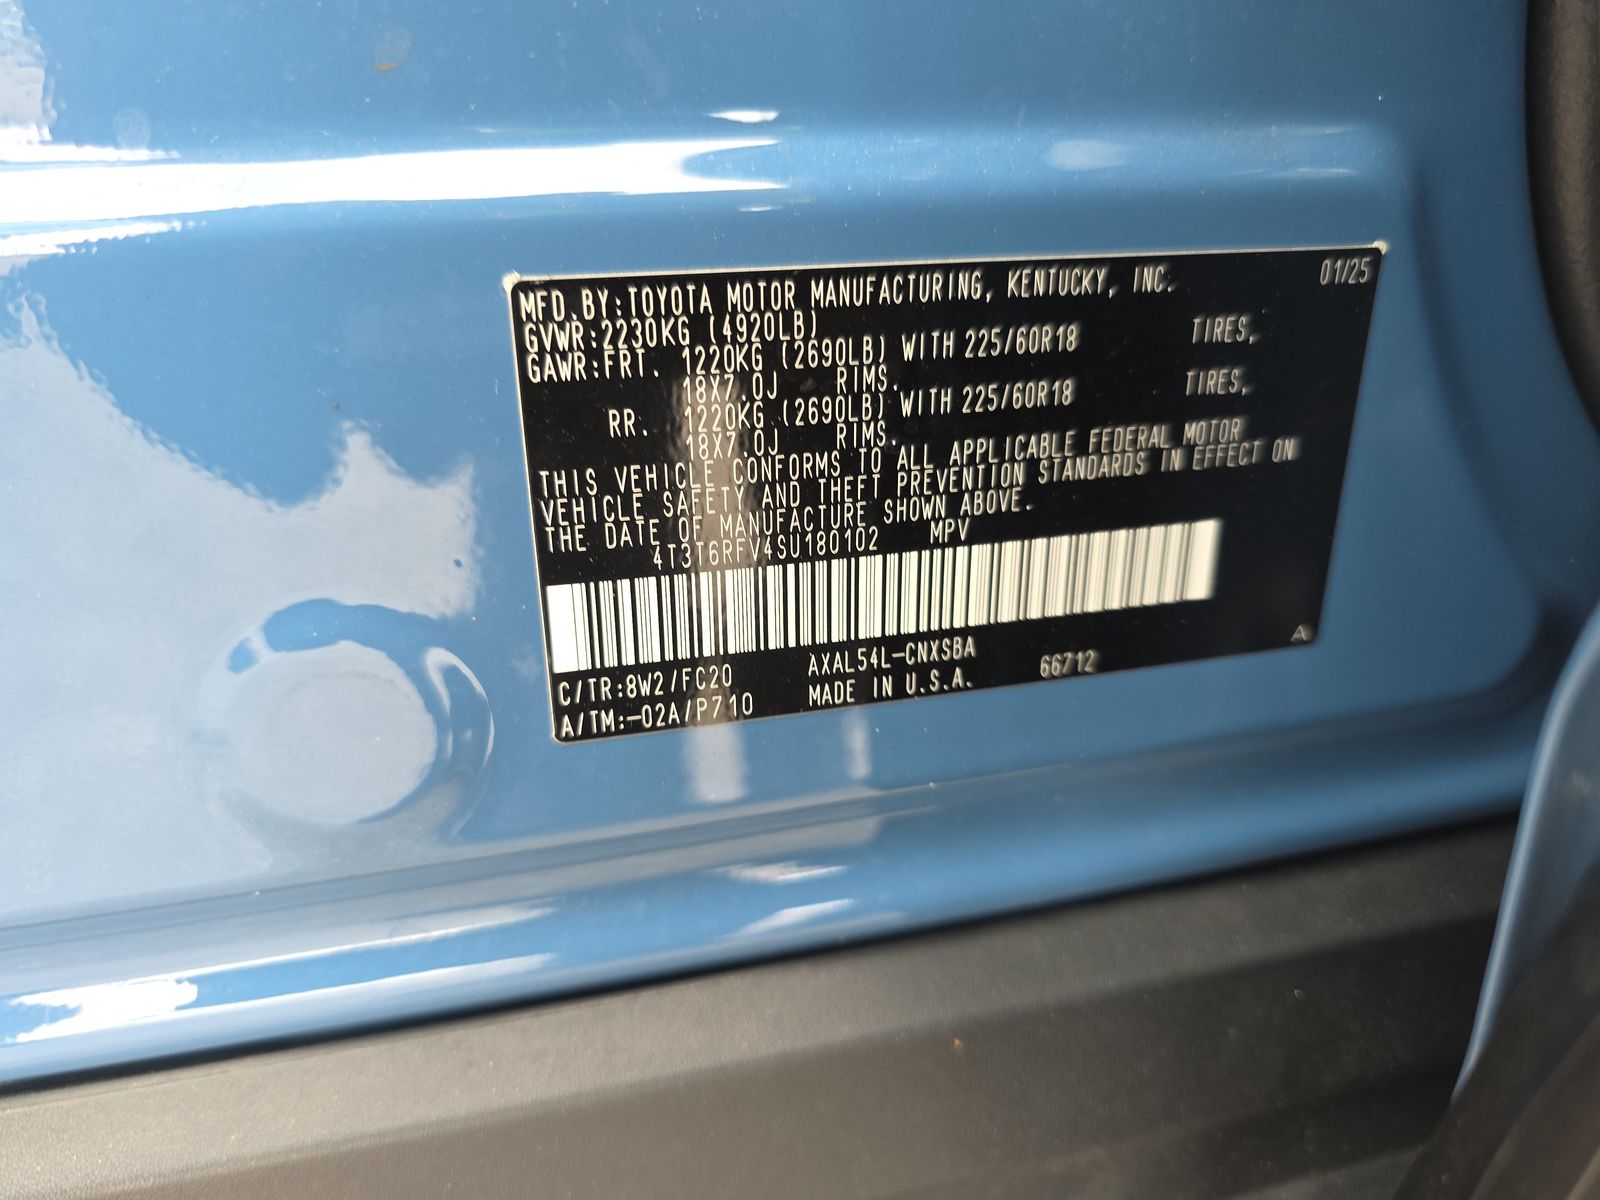 MFD.BY:TOYOTA MOTOR MANUFACTURING, KENTUCKY, INC. 01/25
GVWR:2230KG (4920LB)
GAWR:FRT. 1220KG (2690LB) WITH 225/60R18 TIRES,
18X7.0J RIMS.
RR. 1220KG (2690LB) WITH 225/60R18 TIRES,
18X7.0J RIMS.
THIS VEHICLE CONFORMS TO ALL APPLICABLE FEDERAL MOTOR
VEHICLE SAFETY AND THEFT PREVENTION STANDARDS IN EFFECT ON
THE DATE OF MANUFACTURE SHOWN ABOVE.
4T3T6RFV4SU180102 MPV
C/TR:8W2/FC20 AXAL54L-CNXSBA 66712 A
A/TM:-02A/P710 MADE IN U.S.A.